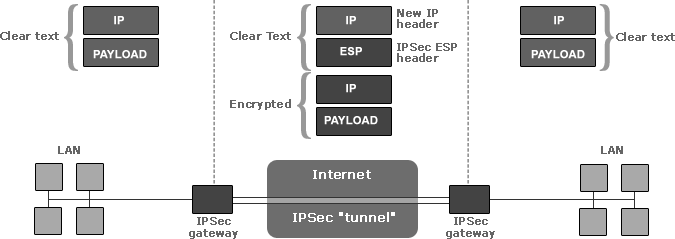 Clear text
IP
PAYLOAD
Clear Text
IP
New IP
header
ESP
IPSec ESP
header
Encrypted
IP
PAYLOAD
IP
PAYLOAD
Clear text
LAN
IPSec
gateway
Internet
IPSec "tunnel"
IPSec
gateway
LAN